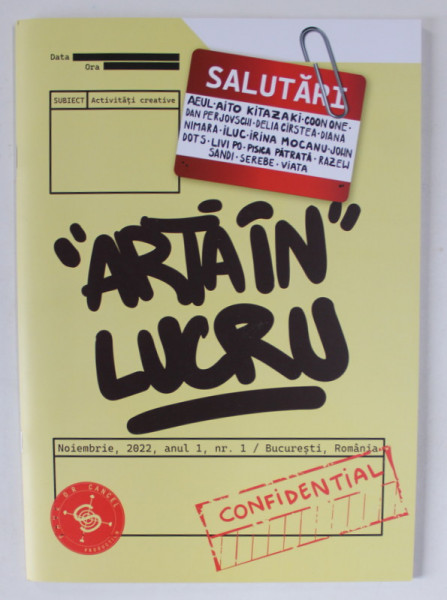 Data
Ora
SUBIECT Activități creative
SALUTĂRI
AEUL·AITO KITAZAKI·COON ONE·
DAN PERJOVSCHI·DELIA CÎRSTEA·DIANA
NIMARA·ILUC·IRINA MOCANU·JOHN
DOTS·LIVI PO·PISICA PĂTRATĂ·RAZELI
SANDI·SEREBE·VIATA
"ARTĂ ÎN"
LUCRU
Noiembrie, 2022, anul 1, nr. 1 / București, România
CONFIDENTIAL
CANCEL